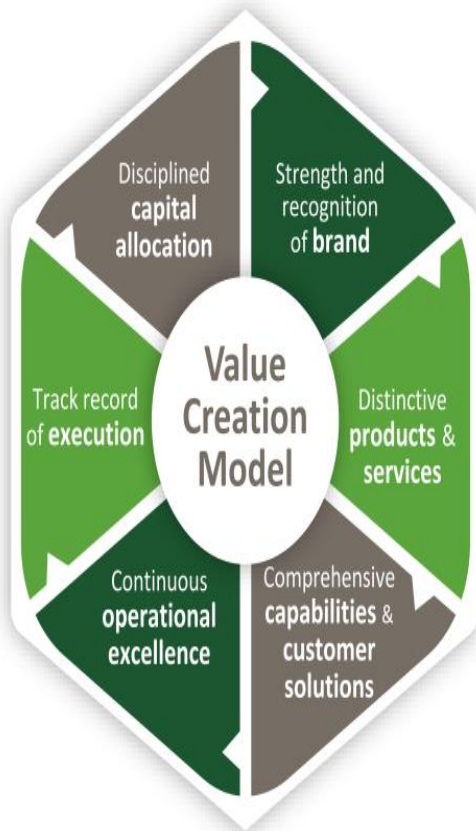 Value
Creation
Model
Strength and
recognition
of brand
Distinctive
products &
services
Comprehensive
capabilities &
customer
solutions
Continuous
operational
excellence
Track record
of execution
Disciplined
capital
allocation